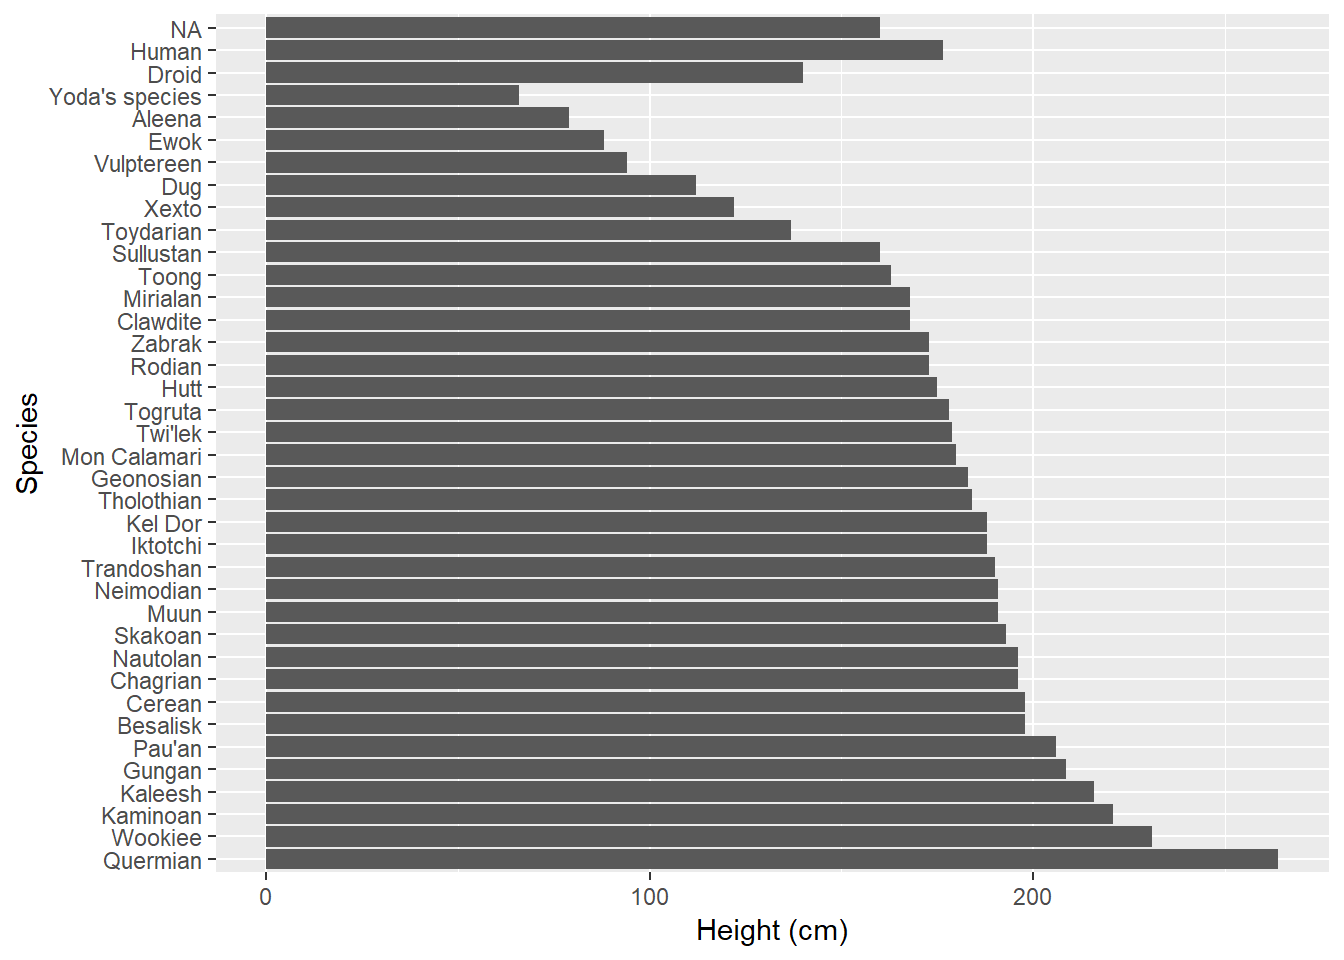 NA
Human
Droid
Yoda's species
Aleena
Ewok
Vulptereen
Dug
Xexto
Toydarian
Sullustan
Toong
Mirialan
Clawdite
Zabrak
Rodian
Hutt
Togruta
Twi'lek
Mon Calamari
Geonosian
Tholothian
Kel Dor
Iktotchi
Trandoshan
Neimodian
Muun
Skakoan
Nautolan
Chagrian
Cerean
Besalisk
Pau'an
Gungan
Kaleesh
Kaminoan
Wookiee
Quermian
Species
0 100 200
Height (cm)